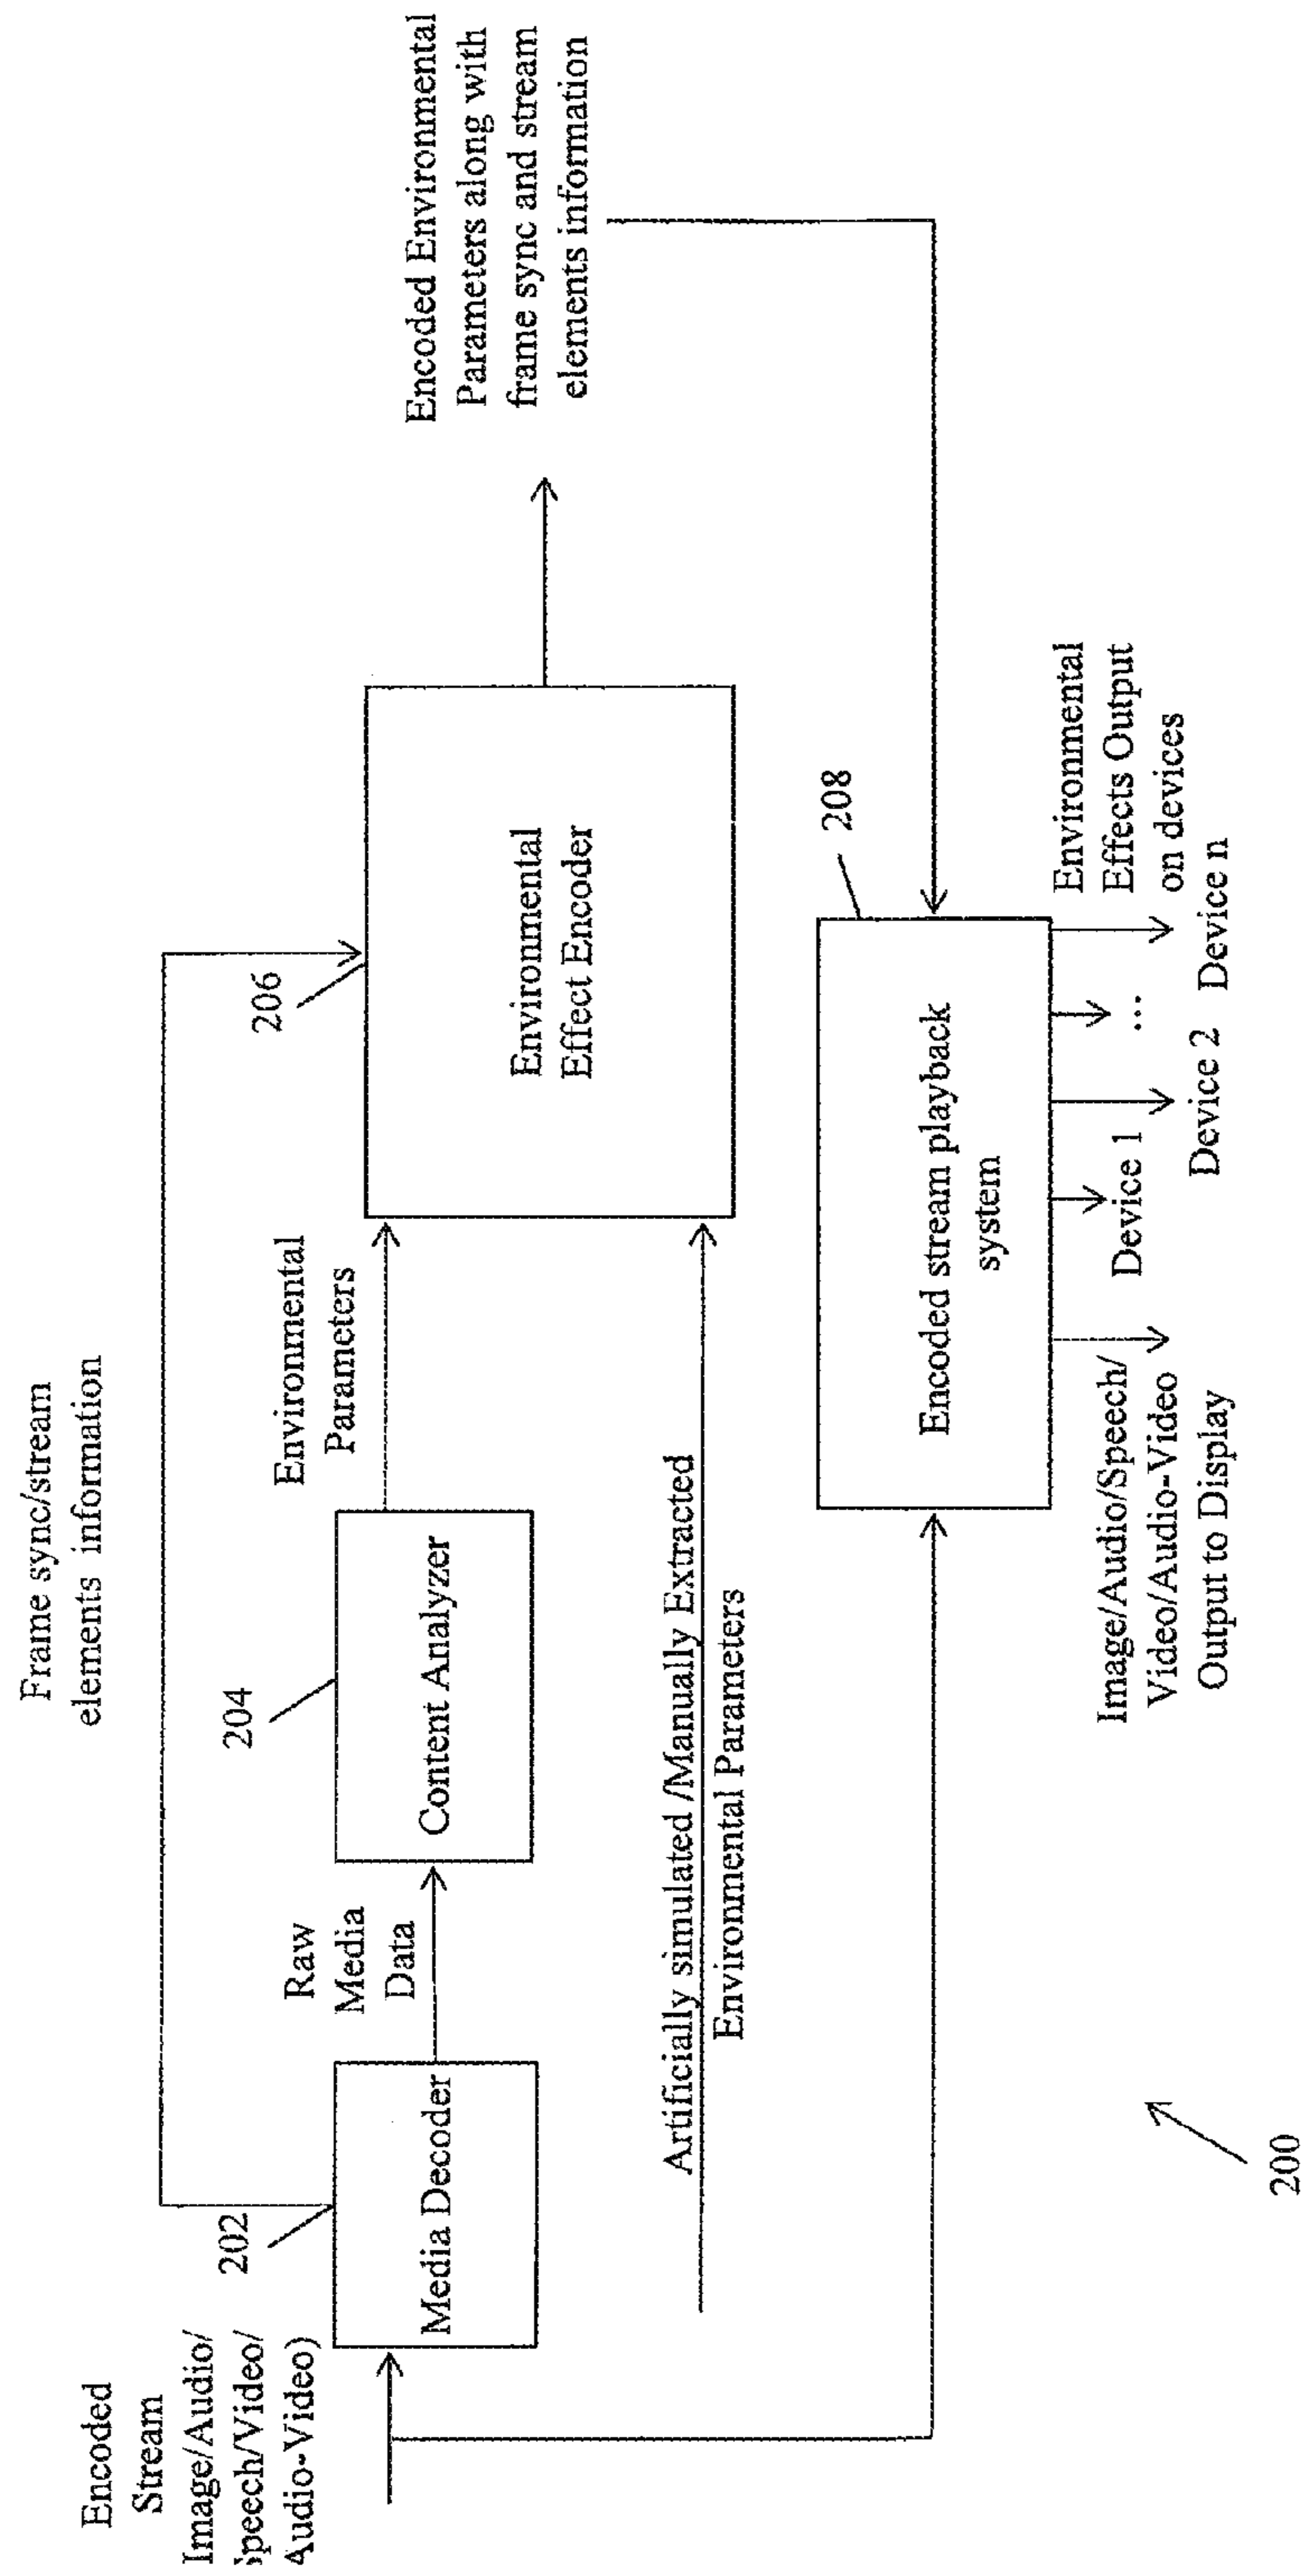 Frame sync/stream
elements information
Encoded
Stream
Image/Audio/
Speech/Video/
Audio-Video)
202
Media Decoder
Raw
Media
Data
204
Content Analyzer
Environmental
Parameters
206
Environmental
Effect Encoder
Encoded Environmental
Parameters along with
frame sync and stream
elements information
Artificially simulated /Manually Extracted
Environmental Parameters
208
Encoded stream playback
system
Image/Audio/Speech/
Video/Audio-Video
Output to Display
Device 1
Device 2
...
Device n
Environmental
Effects Output
on devices
200